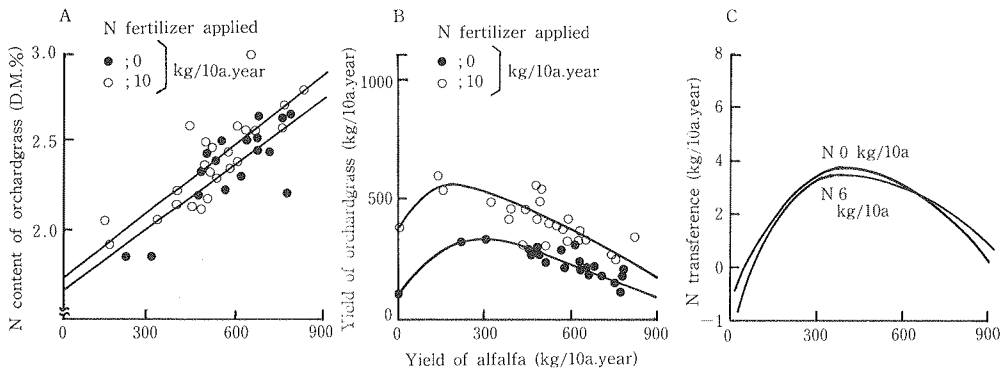 A
N fertilizer applied
● ; 0
○ ; 10
kg/10a.year
N content of orchardgrass (D.M.%)
3.0
2.5
2.0
0
300
600
900
B
N fertilizer applied
● ; 0
○ ; 10
kg/10a.year
Yield of orchardgrass (kg/10a.year)
1000
500
0
0
300
600
900
Yield of alfalfa (kg/10a.year)
C
N transference (kg/10a.year)
8
6
4
2
0
−1
N 0 kg/10a
N 6
kg/10a
0
300
600
900